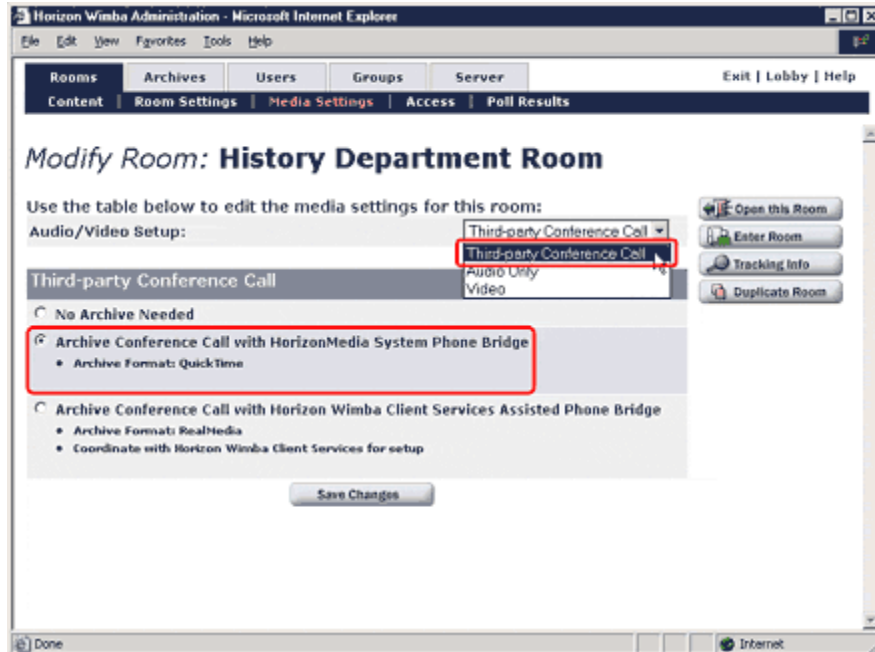 Horizon Wimba Administration - Microsoft Internet Explorer
File Edit View Favorites Tools Help
Rooms Archives Users Groups Server Exit | Lobby | Help
Content | Room Settings | Media Settings | Access | Poll Results
Modify Room: History Department Room
Use the table below to edit the media settings for this room:
Open this Room
Audio/Video Setup: Third-party Conference Call
Enter Room
Third-party Conference Call
Audio Only
Video
Tracking Info
Third-party Conference Call
Duplicate Room
No Archive Needed
Archive Conference Call with HorizonMedia System Phone Bridge
• Archive Format: QuickTime
Archive Conference Call with Horizon Wimba Client Services Assisted Phone Bridge
• Archive Format: RealMedia
• Coordinate with Horizon Wimba Client Services for setup
Save Changes
Done Internet